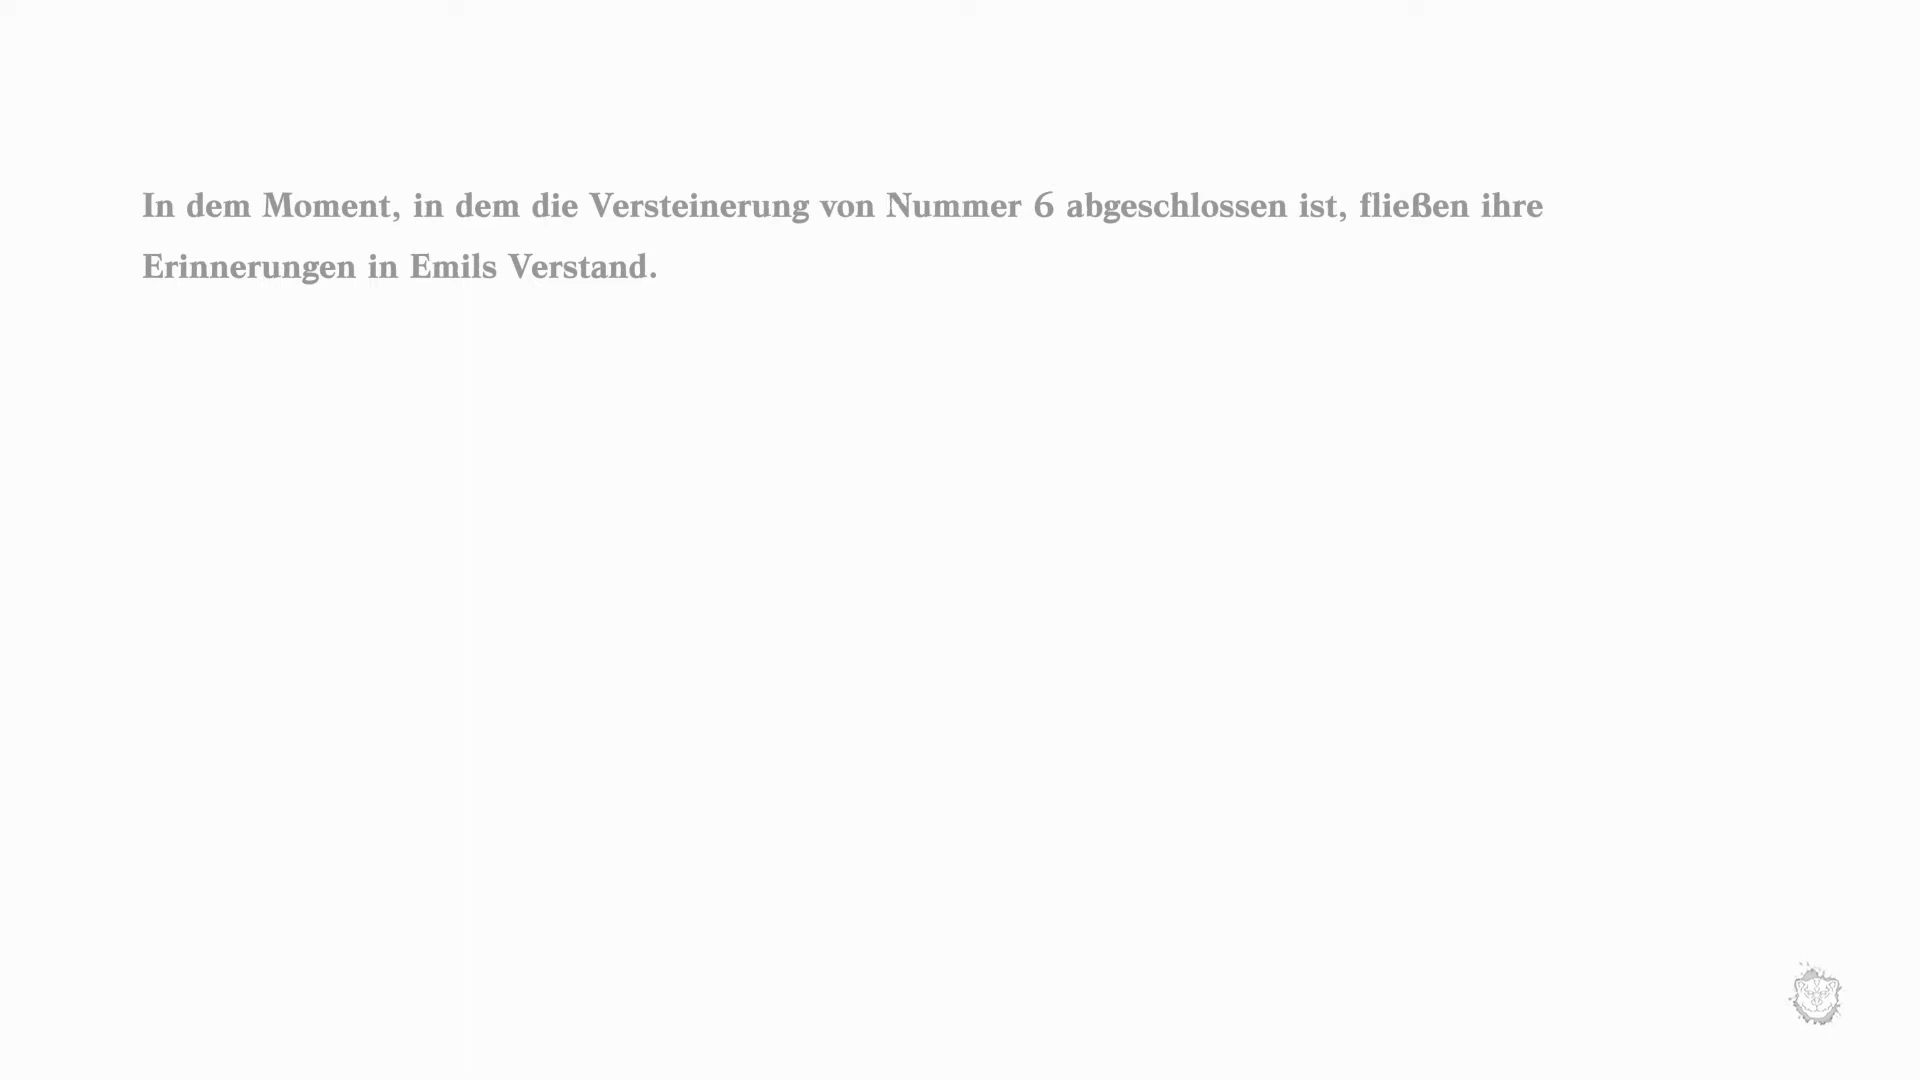 In dem Moment, in dem die Versteinerung von Nummer 6 abgeschlossen ist, fließen ihre
Erinnerungen in Emils Verstand.